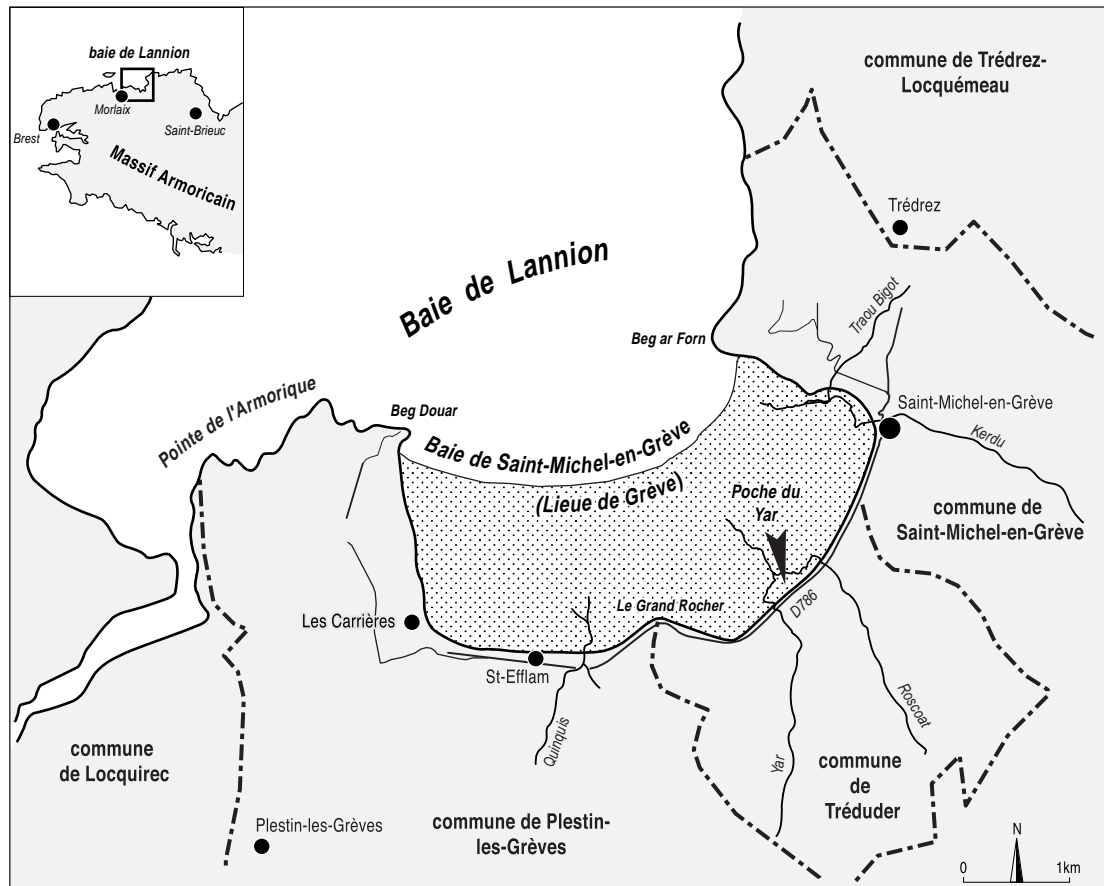 baie de Lannion
Morlaix
Saint-Brieuc
Brest
Massif Armoricain
commune de Trédrez-
Locquémeau
Trédrez
Baie de Lannion
Traou Bigot
Beg ar Forn
Pointe de l'Armorique
Beg Douar
Saint-Michel-en-Grève
Kerdu
Baie de Saint-Michel-en-Grève
(Lieue de Grève)
Poche du
Yar
commune de
Saint-Michel-en-Grève
D786
Le Grand Rocher
Les Carrières
St-Efflam
Quinquis
Roscoat
Yar
commune
de Locquirec
commune
de
Tréduder
Plestin-les-Grèves
commune de Plestin-
les-Grèves
N
0 1km